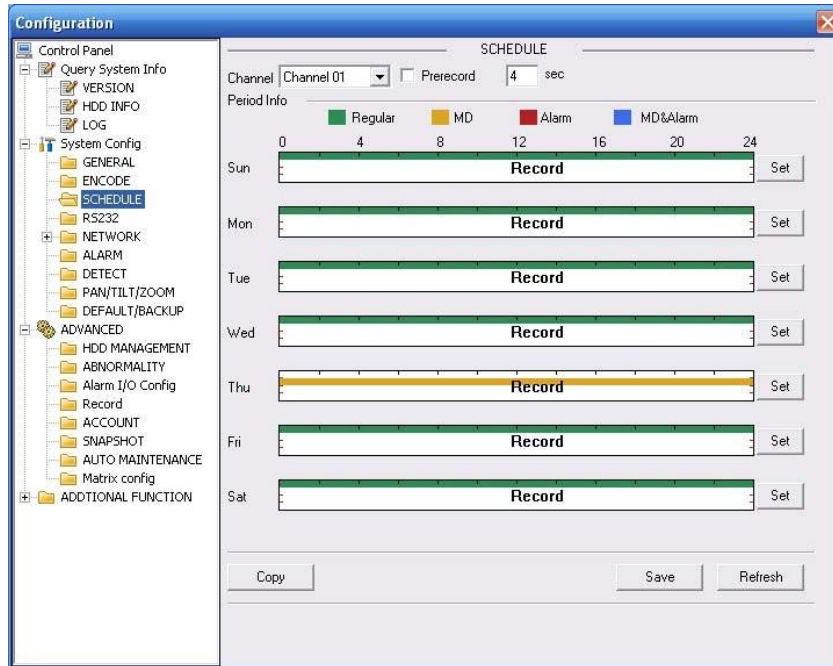 Configuration
Control Panel
Query System Info
VERSION
HDD INFO
LOG
System Config
GENERAL
ENCODE
SCHEDULE
RS232
NETWORK
ALARM
DETECT
PAN/TILT/ZOOM
DEFAULT/BACKUP
ADVANCED
HDD MANAGEMENT
ABNORMALITY
Alarm I/O Config
Record
ACCOUNT
SNAPSHOT
AUTO MAINTENANCE
Matrix config
ADDTIONAL FUNCTION
SCHEDULE
Channel Channel 01 Prerecord 4 sec
Period Info
Regular MD Alarm MD&Alarm
0 4 8 12 16 20 24
Sun Record Set
Mon Record Set
Tue Record Set
Wed Record Set
Thu Record Set
Fri Record Set
Sat Record Set
Copy Save Refresh